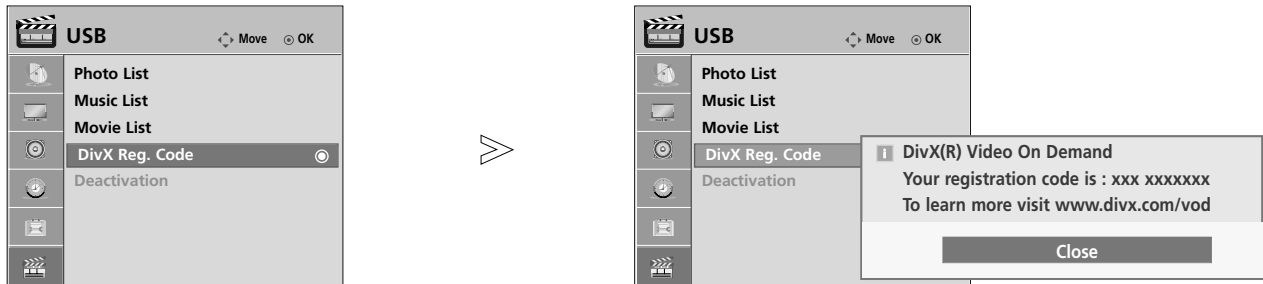 USB Move OK
Photo List
Music List
Movie List
DivX Reg. Code
Deactivation
USB Move OK
Photo List
Music List
Movie List
DivX Reg. Code
Deactivation
i DivX(R) Video On Demand
Your registration code is : xxx xxxxxxx
To learn more visit www.divx.com/vod
Close